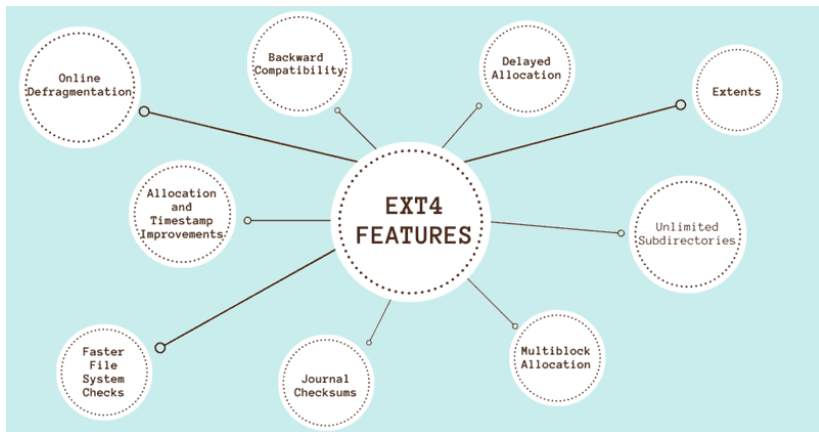 Online
Defragmentation
Backward
Compatibility
Delayed
Allocation
Extents
Allocation
and
Timestamp
Improvements
EXT4
FEATURES
Unlimited
Subdirectories
Faster
File
System
Checks
Journal
Checksums
Multiblock
Allocation